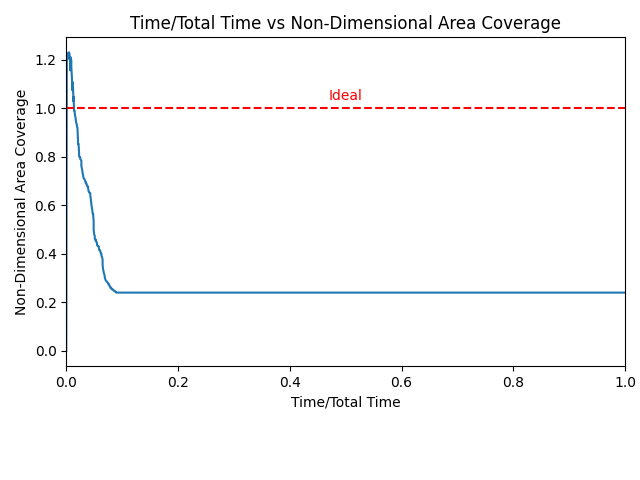 Time/Total Time vs Non-Dimensional Area Coverage
Non-Dimensional Area Coverage
1.2
1.0
0.8
0.6
0.4
0.2
0.0
Ideal
0.0 0.2 0.4 0.6 0.8 1.0
Time/Total Time